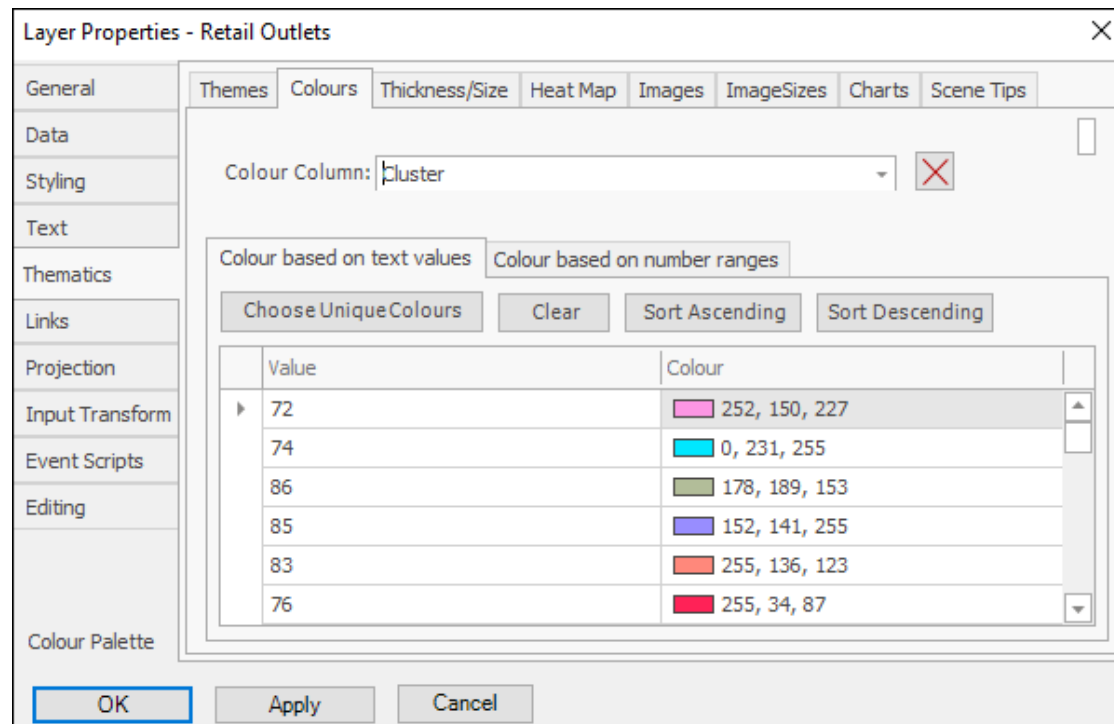 Layer Properties - Retail Outlets
General
Data
Styling
Text
Thematics
Links
Projection
Input Transform
Event Scripts
Editing
Colour Palette
Themes Colours Thickness/Size Heat Map Images ImageSizes Charts Scene Tips
Colour Column: Cluster
Colour based on text values Colour based on number ranges
Choose Unique Colours Clear Sort Ascending Sort Descending
Value Colour
72 252, 150, 227
74 0, 231, 255
86 178, 189, 153
85 152, 141, 255
83 255, 136, 123
76 255, 34, 87
OK Apply Cancel